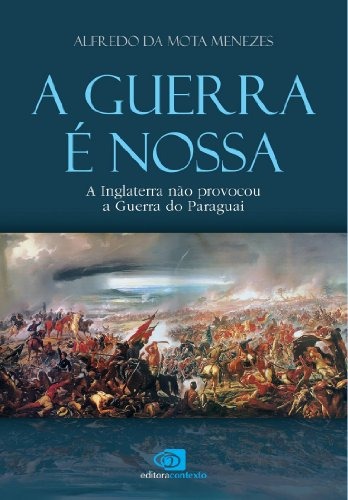 ALFREDO DA MOTA MENEZES
A GUERRA
É NOSSA
A Inglaterra não provocou
a Guerra do Paraguai
editoracontexto